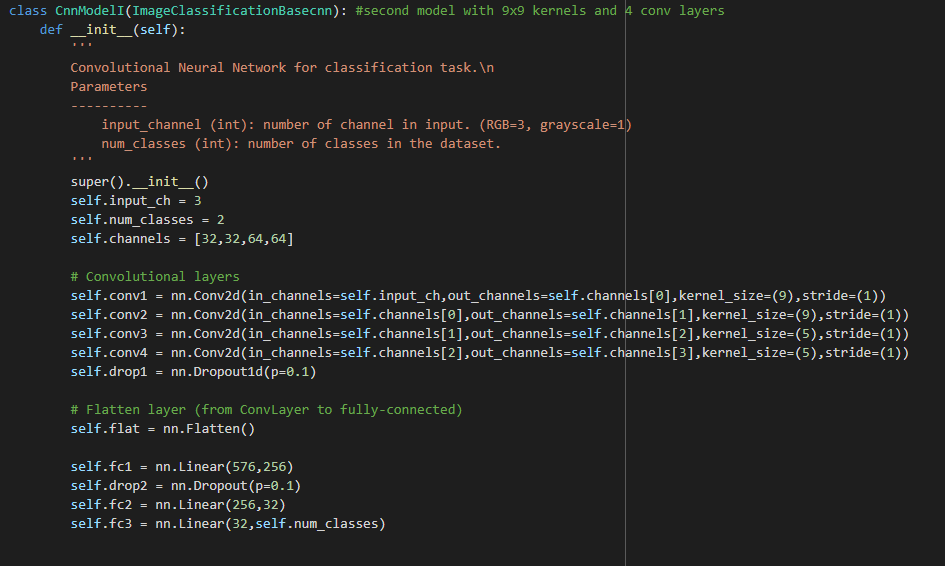 class CnnModelI(ImageClassificationBasecnn): #second model with 9x9 kernels and 4 conv layers
    def __init__(self):
        '''
        Convolutional Neural Network for classification task.\n
        Parameters
        ----------
            input_channel (int): number of channel in input. (RGB=3, grayscale=1)
            num_classes (int): number of classes in the dataset.
        '''
        super().__init__()
        self.input_ch = 3
        self.num_classes = 2
        self.channels = [32,32,64,64]

        # Convolutional layers
        self.conv1 = nn.Conv2d(in_channels=self.input_ch,out_channels=self.channels[0],kernel_size=(9),stride=(1))
        self.conv2 = nn.Conv2d(in_channels=self.channels[0],out_channels=self.channels[1],kernel_size=(9),stride=(1))
        self.conv3 = nn.Conv2d(in_channels=self.channels[1],out_channels=self.channels[2],kernel_size=(5),stride=(1))
        self.conv4 = nn.Conv2d(in_channels=self.channels[2],out_channels=self.channels[3],kernel_size=(5),stride=(1))
        self.drop1 = nn.Dropout1d(p=0.1)

        # Flatten layer (from ConvLayer to fully-connected)
        self.flat = nn.Flatten()

        self.fc1 = nn.Linear(576,256)
        self.drop2 = nn.Dropout(p=0.1)
        self.fc2 = nn.Linear(256,32)
        self.fc3 = nn.Linear(32,self.num_classes)